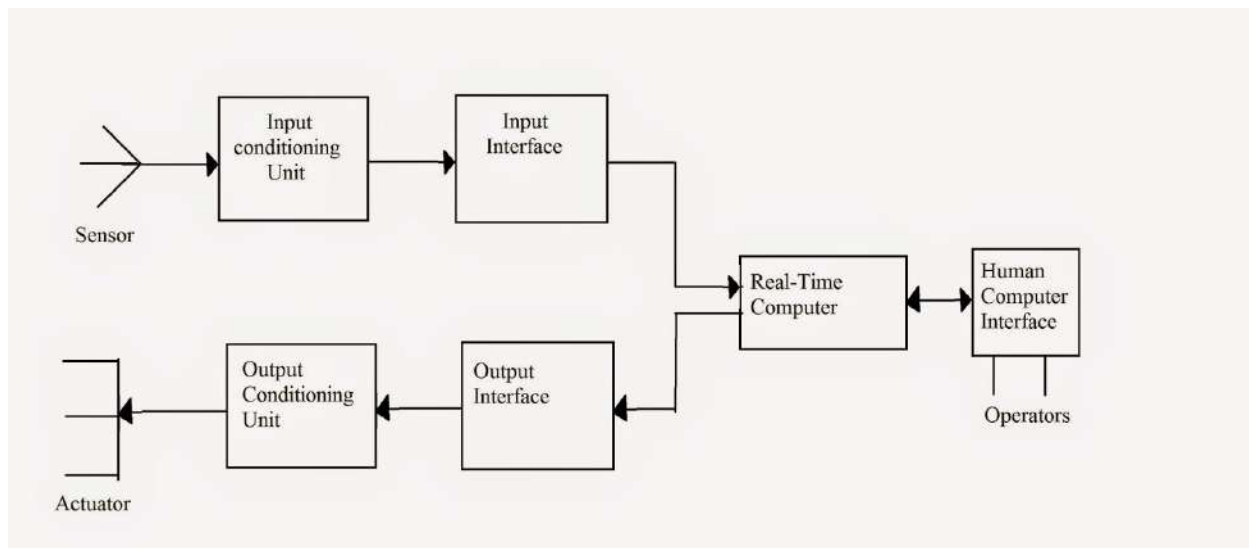 Input
conditioning
Unit
Input
Interface
Sensor
Real-Time
Computer
Human
Computer
Interface
Operators
Output
Interface
Output
Conditioning
Unit
Actuator